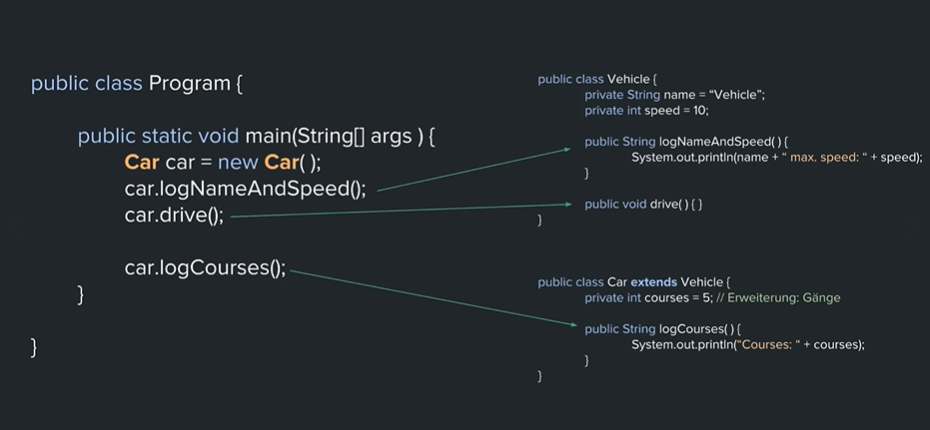 public class Program {
public static void main(String[] args ) {
Car car = new Car( );
car.logNameAndSpeed();
car.drive();
car.logCourses();
}
}
public class Vehicle {
private String name = “Vehicle”;
private int speed = 10;
public String logNameAndSpeed( ) {
System.out.println(name + “ max. speed: “ + speed);
}
public void drive( ) { }
}
public class Car extends Vehicle {
private int courses = 5; // Erweiterung: Gänge
public String logCourses( ) {
System.out.println(“Courses: “ + courses);
}
}